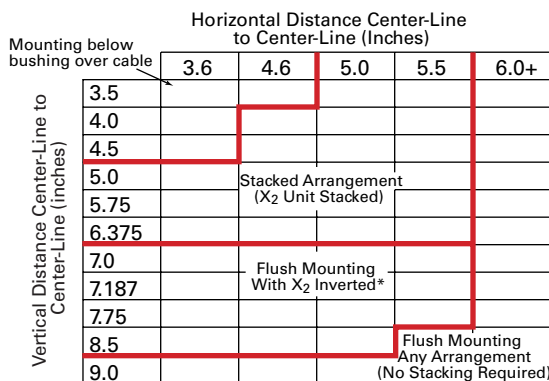 Horizontal Distance Center-Line
to Center-Line (Inches)
Mounting below
bushing over cable
3.6 4.6 5.0 5.5 6.0+
Vertical Distance Center-Line to
Center-Line (inches)
3.5
4.0
4.5
5.0
5.75
6.375
7.0
7.187
7.75
8.5
9.0
Stacked Arrangement
(X2 Unit Stacked)
Flush Mounting
With X2 Inverted*
Flush Mounting
Any Arrangement
(No Stacking Required)